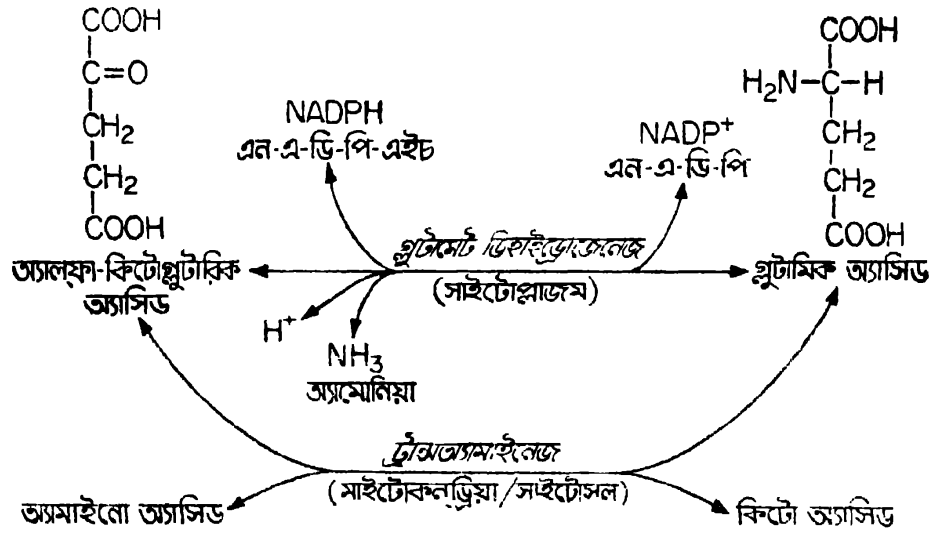 COOH
C=O
CH₂
CH₂
COOH
অ্যালফা-কিটোগ্লুটারিক
অ্যাসিড
NADPH
এন-এ-ডি-পি-এইচ
NADP⁺
এন-এ-ডি-পি
COOH
H₂N-C-H
CH₂
CH₂
COOH
গ্লুটামিক অ্যাসিড
গ্লুটামেট ডিহাইড্রোজেনেজ
(সাইটোপ্লাজম)
H⁺
NH₃
অ্যামোনিয়া
ট্রান্সঅ্যামাইনেজ
(মাইটোকনড্রিয়া/সাইটোসল)
অ্যামাইনো অ্যাসিড
কিটো অ্যাসিড